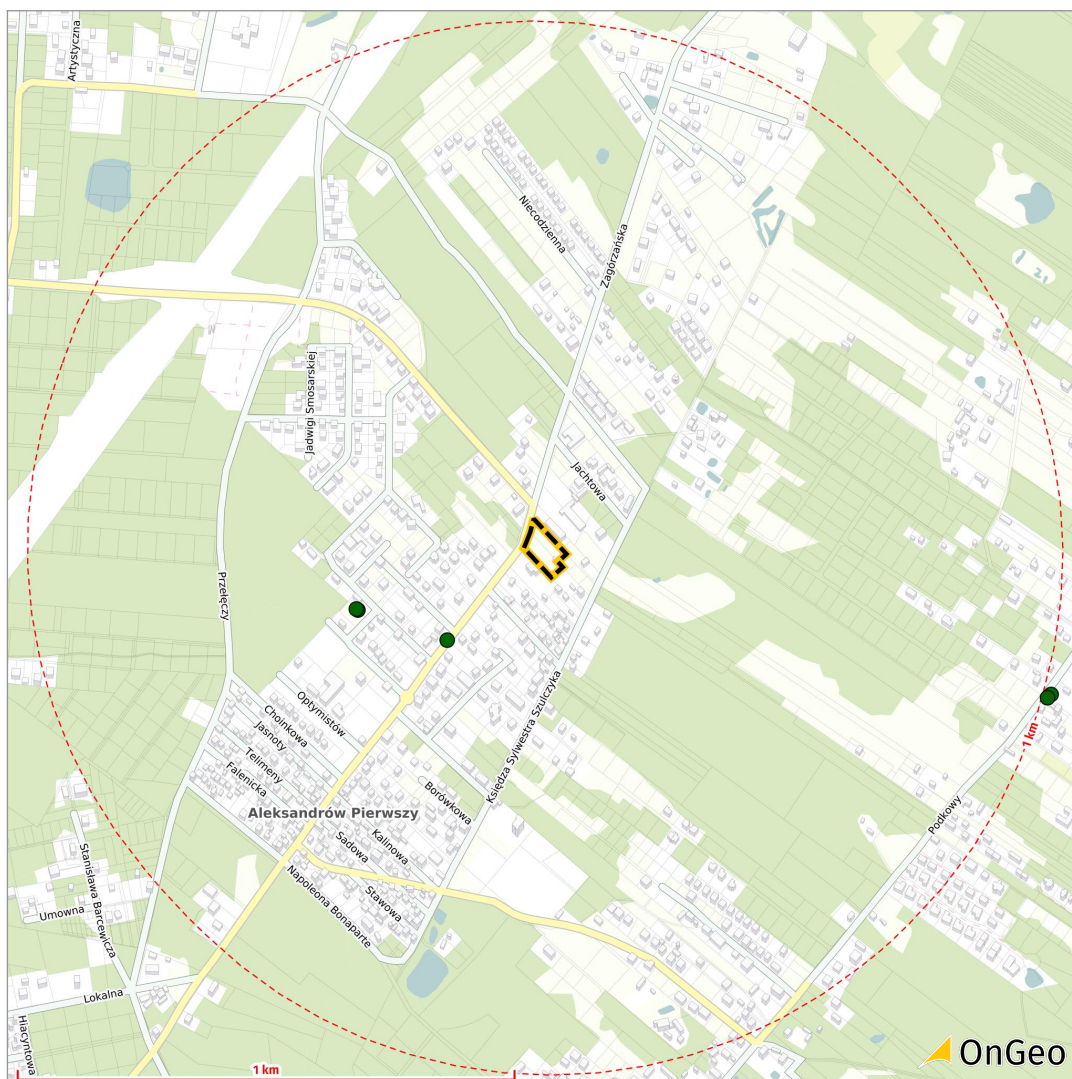 Artystyczna
Niecodzienna
Zagórzańska
Jadwigi Smosarskiej
Jachtowa
Przełęczy
Optymistów
Choinkowa
Jasnoty
Telimeny
Falenicka
Księdza Sylwestra Szulczyka
1 km
Borówkowa
Podkowy
Aleksandrów Pierwszy
Kalinowa
Sadowa
Stawowa
Napoleona Bonaparte
Stanisława Barcewicza
Umowna
Lokalna
Hiacyntowa
1 km
OnGeo